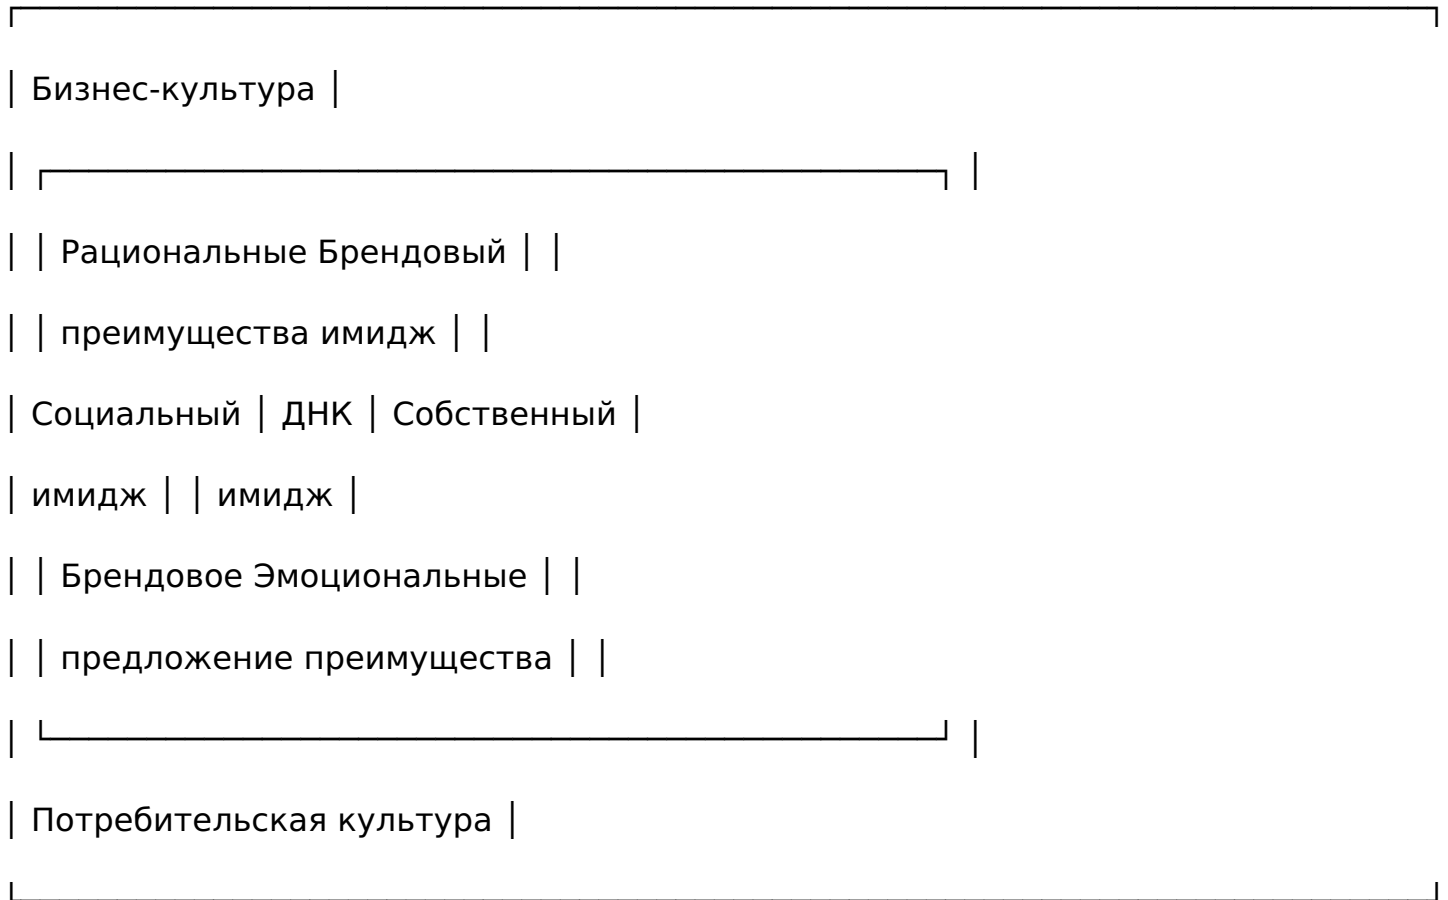 ┌──────────────────────────────────────────────────────────────────────────┐
│ Бизнес-культура │
│ ┌──────────────────────────────────────────────┐ │
│ │ Рациональные Брендовый │ │
│ │ преимущества имидж │ │
│ Социальный │ ДНК │ Собственный │
│ имидж │ │ имидж │
│ │ Брендовое Эмоциональные │ │
│ │ предложение преимущества │ │
│ └──────────────────────────────────────────────┘ │
│ Потребительская культура │
└──────────────────────────────────────────────────────────────────────────┘